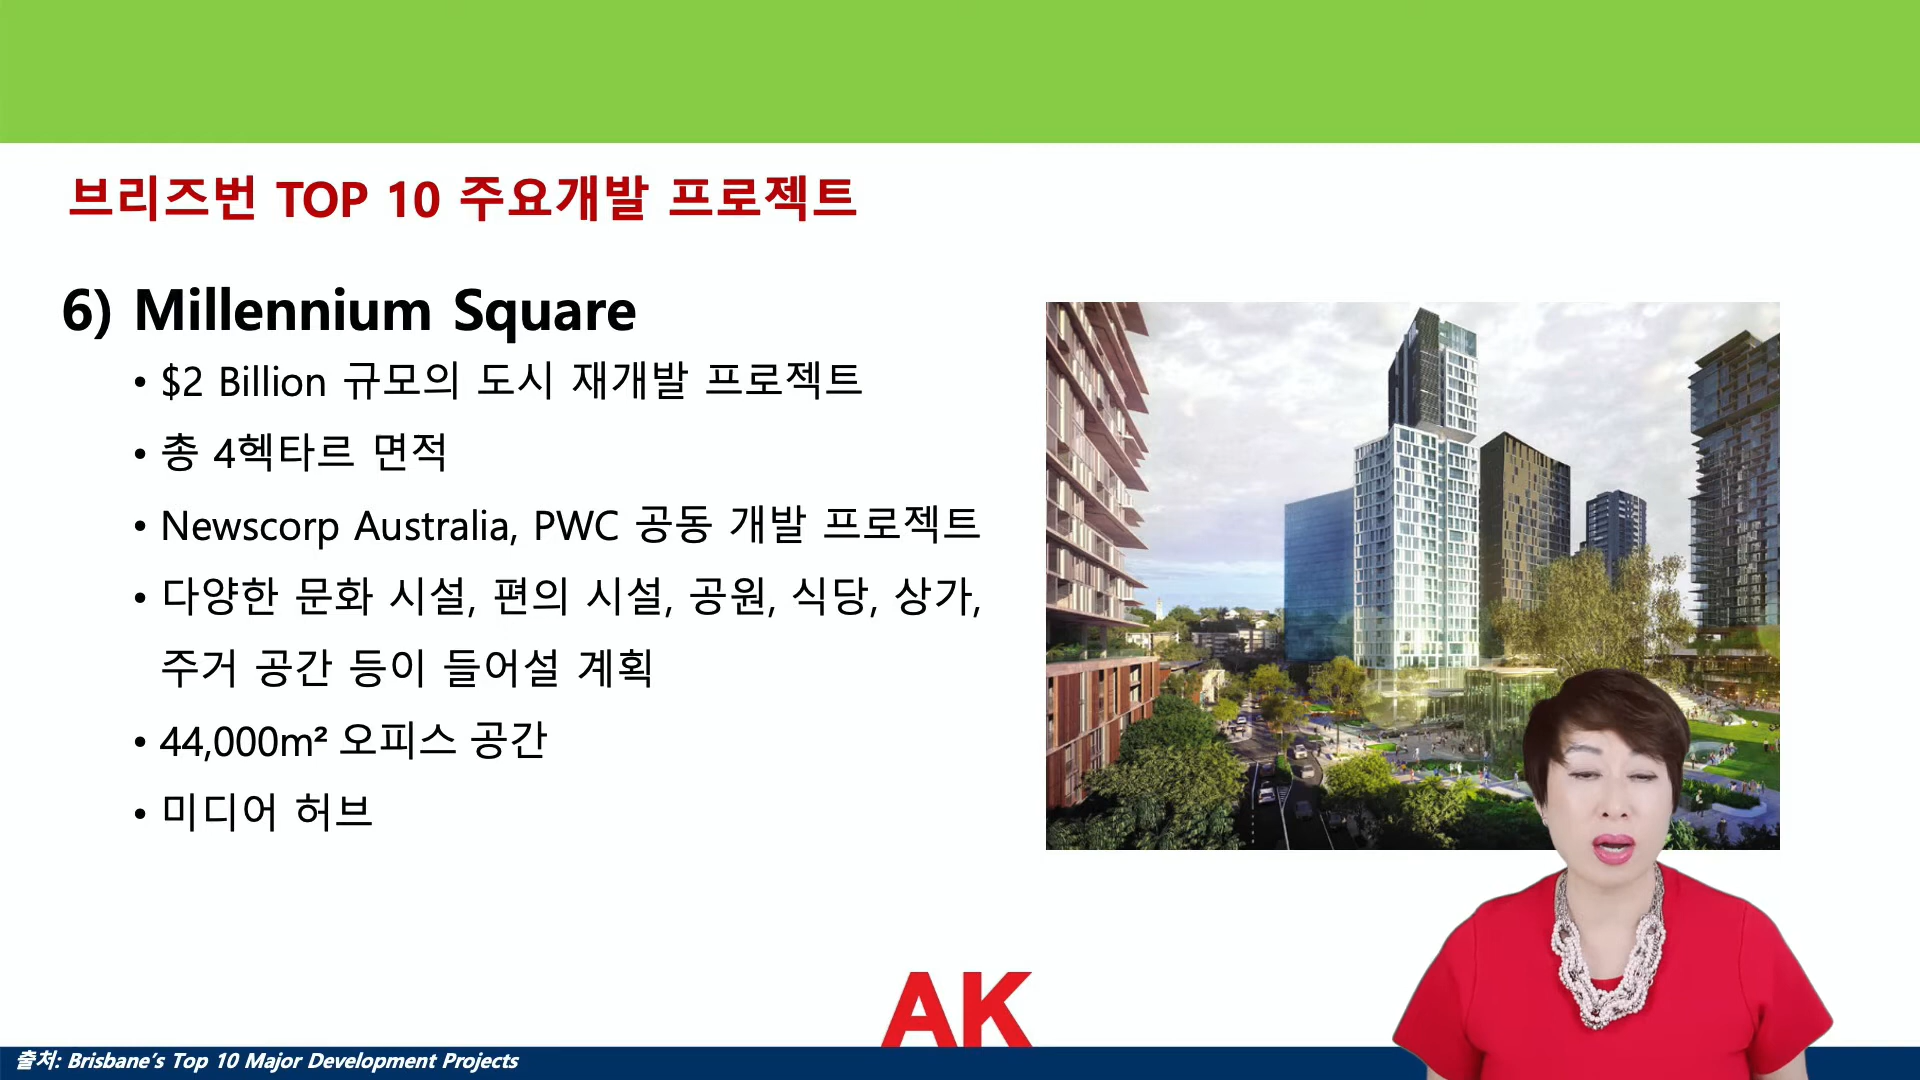 브리즈번 TOP 10 주요개발 프로젝트
6) Millennium Square
• $2 Billion 규모의 도시 재개발 프로젝트
• 총 4헥타르 면적
• Newscorp Australia, PWC 공동 개발 프로젝트
• 다양한 문화 시설, 편의 시설, 공원, 식당, 상가,
주거 공간 등이 들어설 계획
• 44,000m² 오피스 공간
• 미디어 허브
AK
출처: Brisbane's Top 10 Major Development Projects